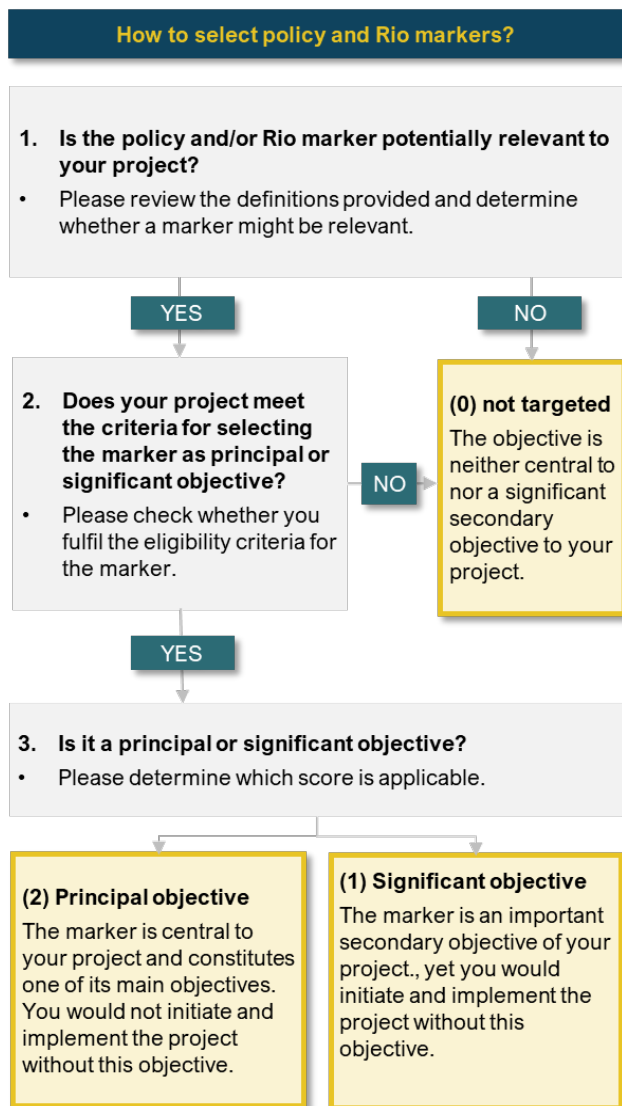 How to select policy and Rio markers?
1. Is the policy and/or Rio marker potentially relevant to
your project?
• Please review the definitions provided and determine
whether a marker might be relevant.
YES
NO
2. Does your project meet
the criteria for selecting
the marker as principal or
significant objective?
• Please check whether you
fulfil the eligibility criteria for
the marker.
NO
(0) not targeted
The objective is
neither central to
nor a significant
secondary
objective to your
project.
YES
3. Is it a principal or significant objective?
• Please determine which score is applicable.
(2) Principal objective
The marker is central to
your project and constitutes
one of its main objectives.
You would not initiate and
implement the project
without this objective.
(1) Significant objective
The marker is an important
secondary objective of your
project., yet you would
initiate and implement the
project without this
objective.